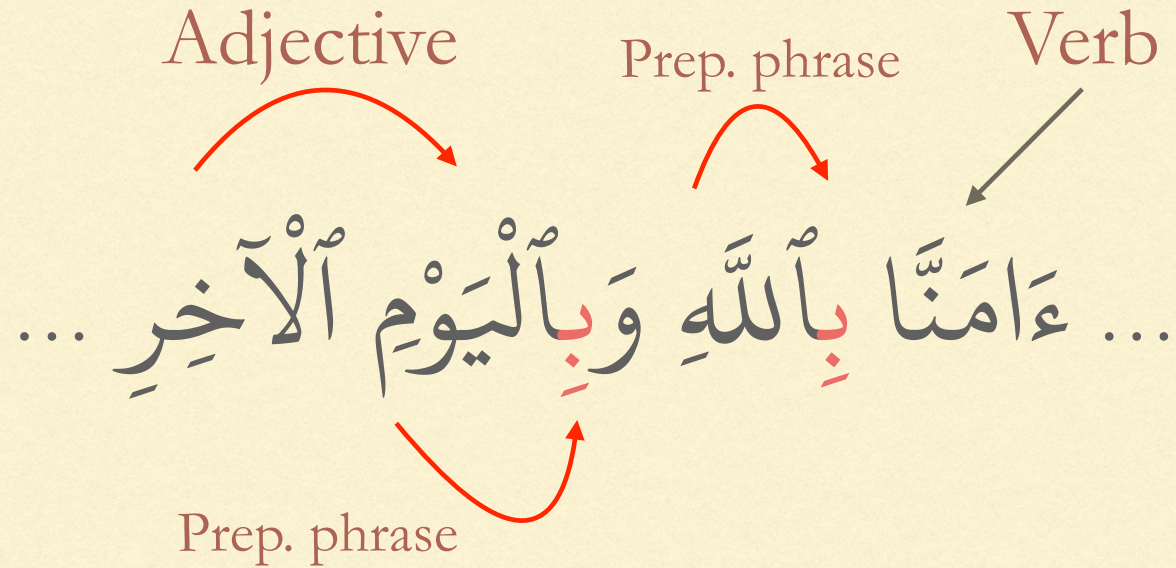 Adjective
Prep. phrase
Verb
… ءَامَنَّا بِٱللَّهِ وَبِٱلْيَوْمِ ٱلْآخِرِ …
Prep. phrase